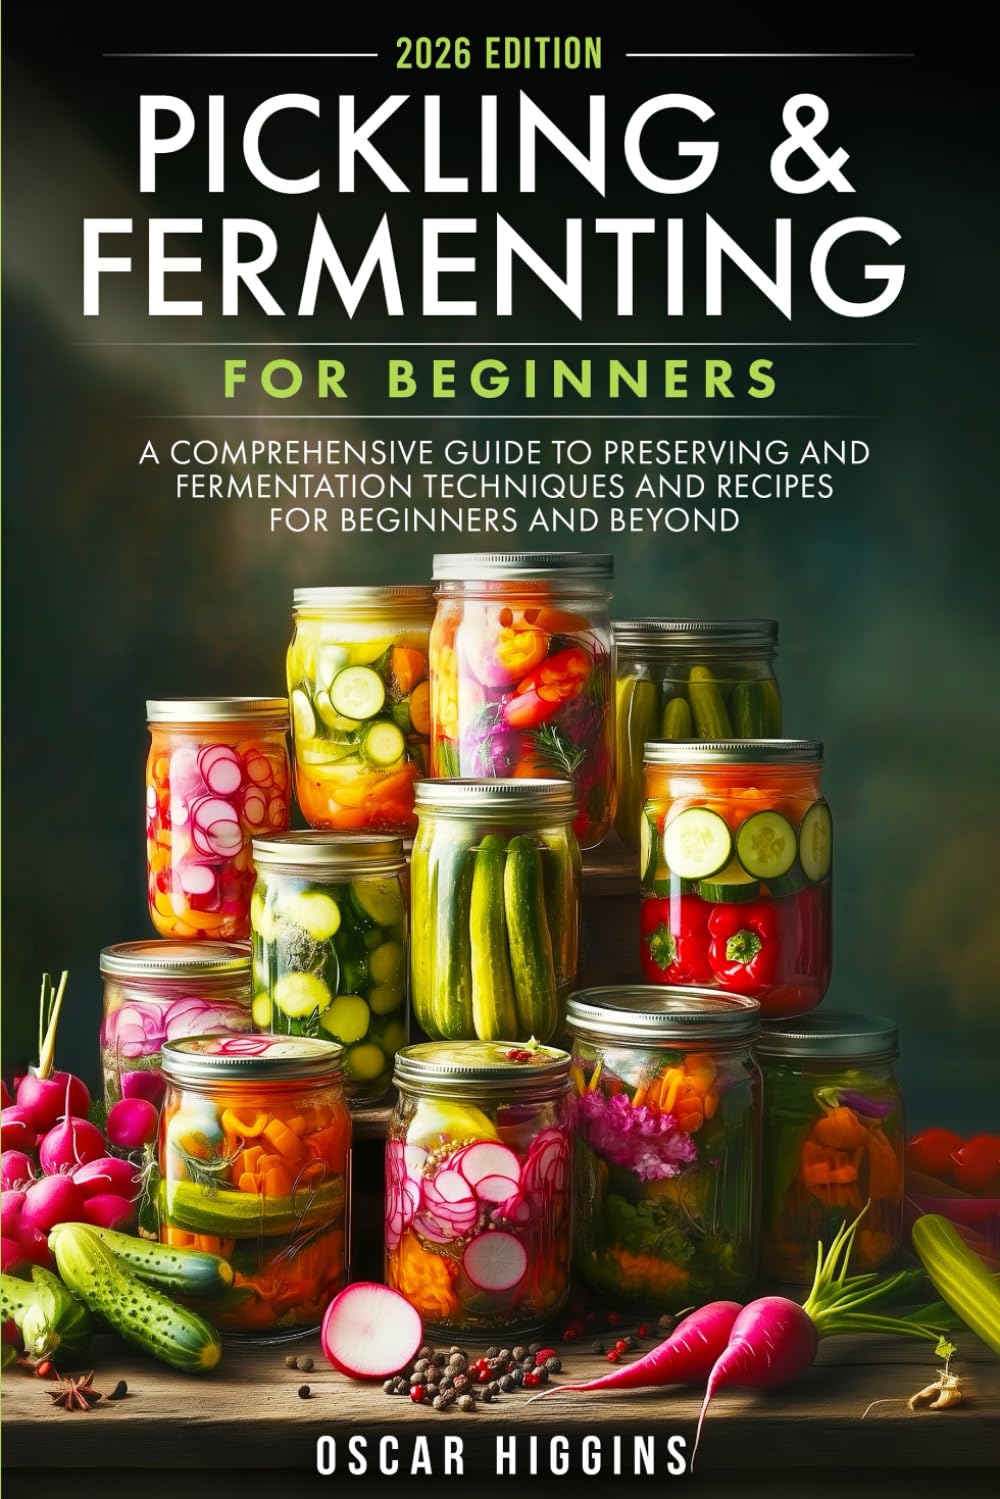 2026 EDITION
PICKLING &
FERMENTING
FOR BEGINNERS
A COMPREHENSIVE GUIDE TO PRESERVING AND
FERMENTATION TECHNIQUES AND RECIPES
FOR BEGINNERS AND BEYOND
OSCAR HIGGINS